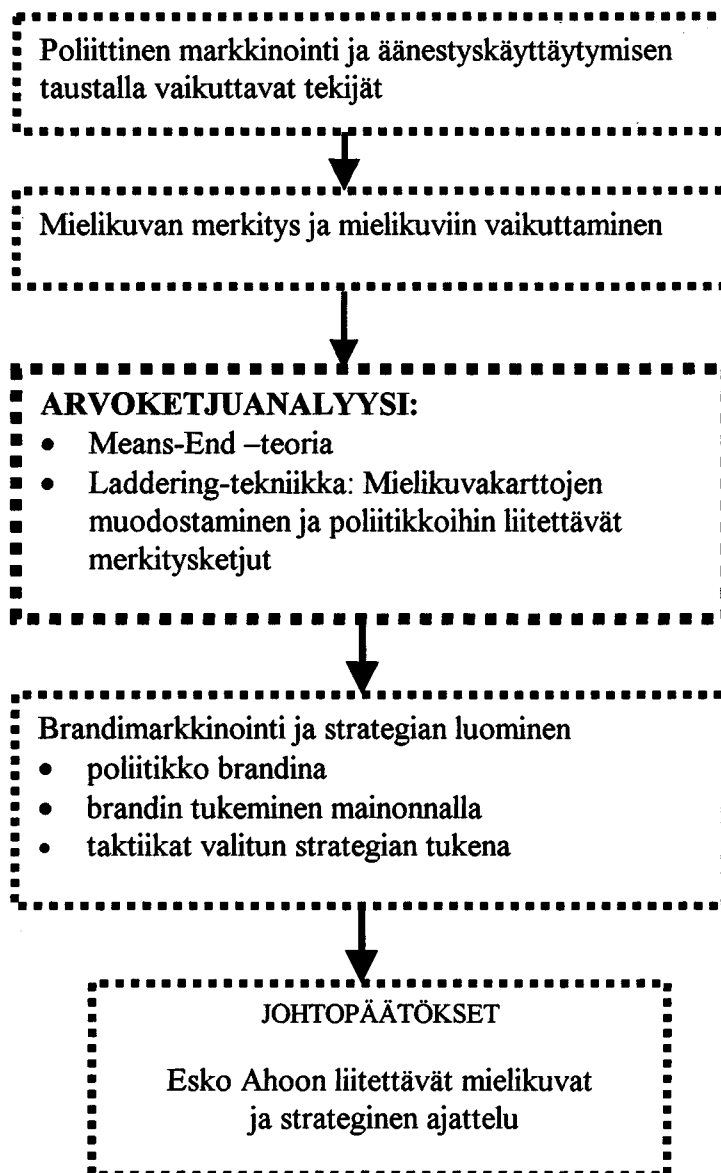 Poliittinen markkinointi ja äänestyskäyttäytymisen
taustalla vaikuttavat tekijät
Mielikuvan merkitys ja mielikuviin vaikuttaminen
ARVOKETJUANALYYSI:
• Means-End –teoria
• Laddering-tekniikka: Mielikuvakarttojen
muodostaminen ja poliitikkoihin liitettävät
merkitysketjut
Brandimarkkinointi ja strategian luominen
• poliitikko brandina
• brandin tukeminen mainonnalla
• taktiikat valitun strategian tukena
JOHTOPÄÄTÖKSET
Esko Ahoon liitettävät mielikuvat
ja strateginen ajattelu